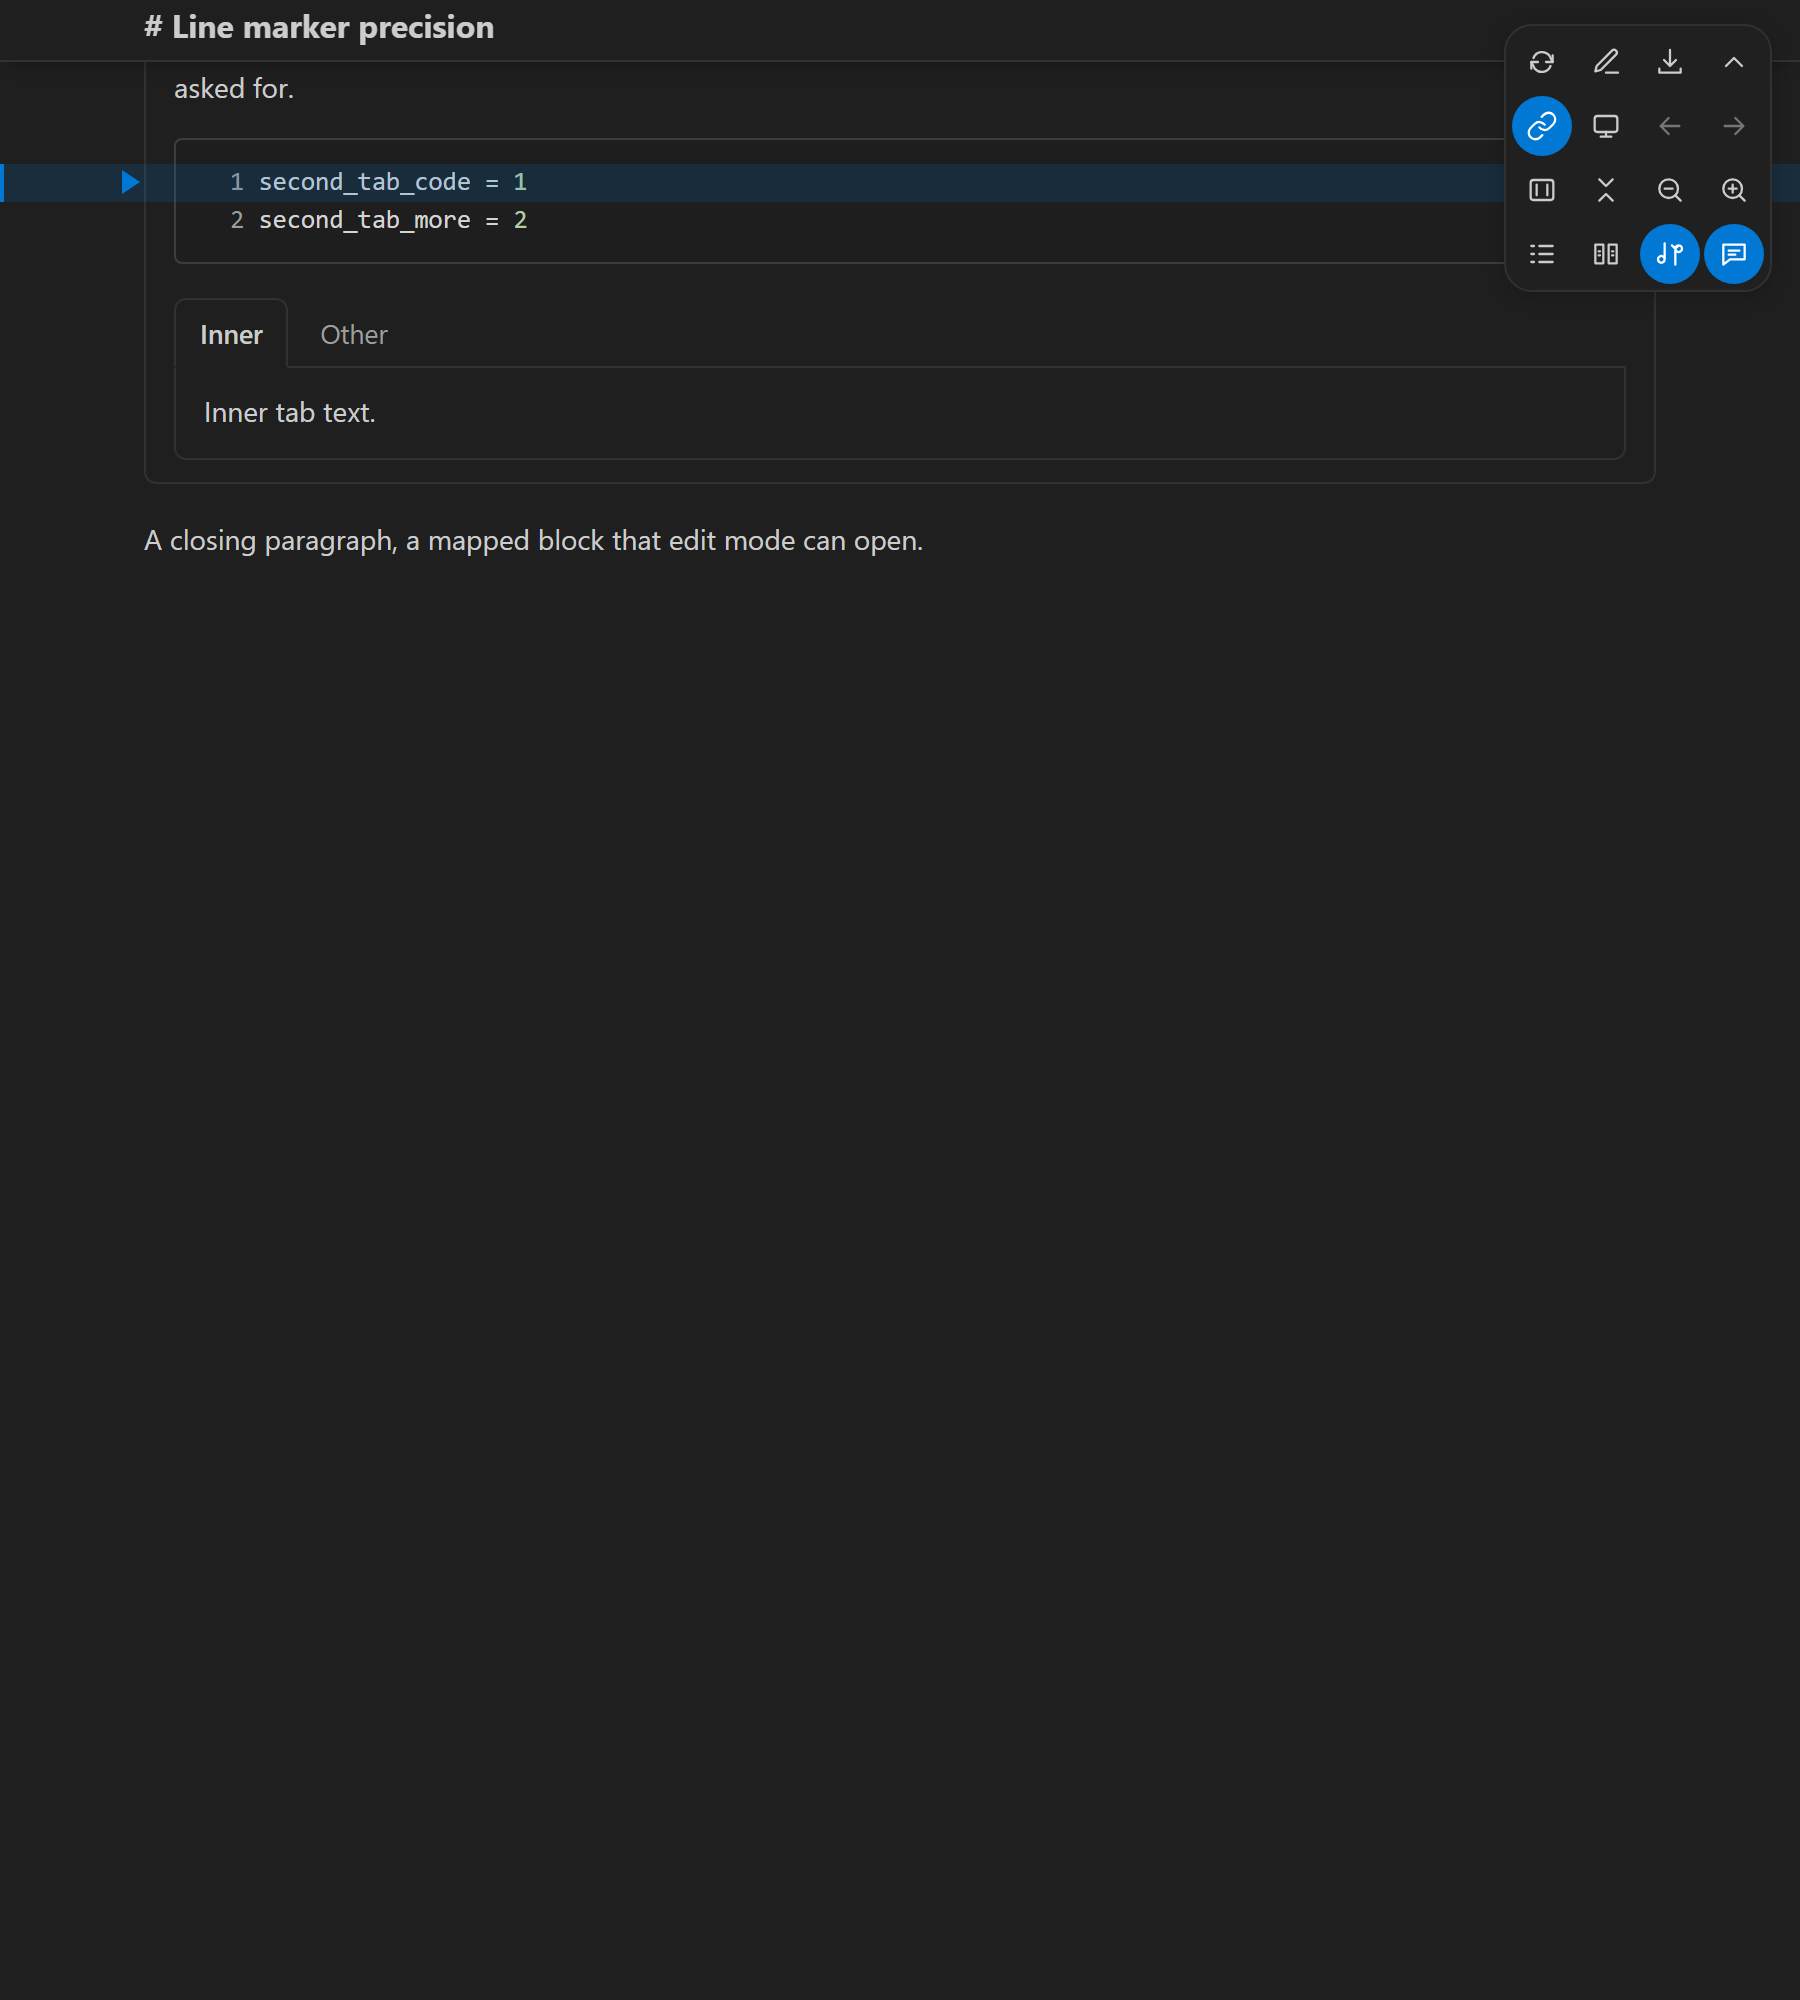 # Line marker precision
asked for.
1 second_tab_code = 1
2 second_tab_more = 2
Inner Other
Inner tab text.
A closing paragraph, a mapped block that edit mode can open.